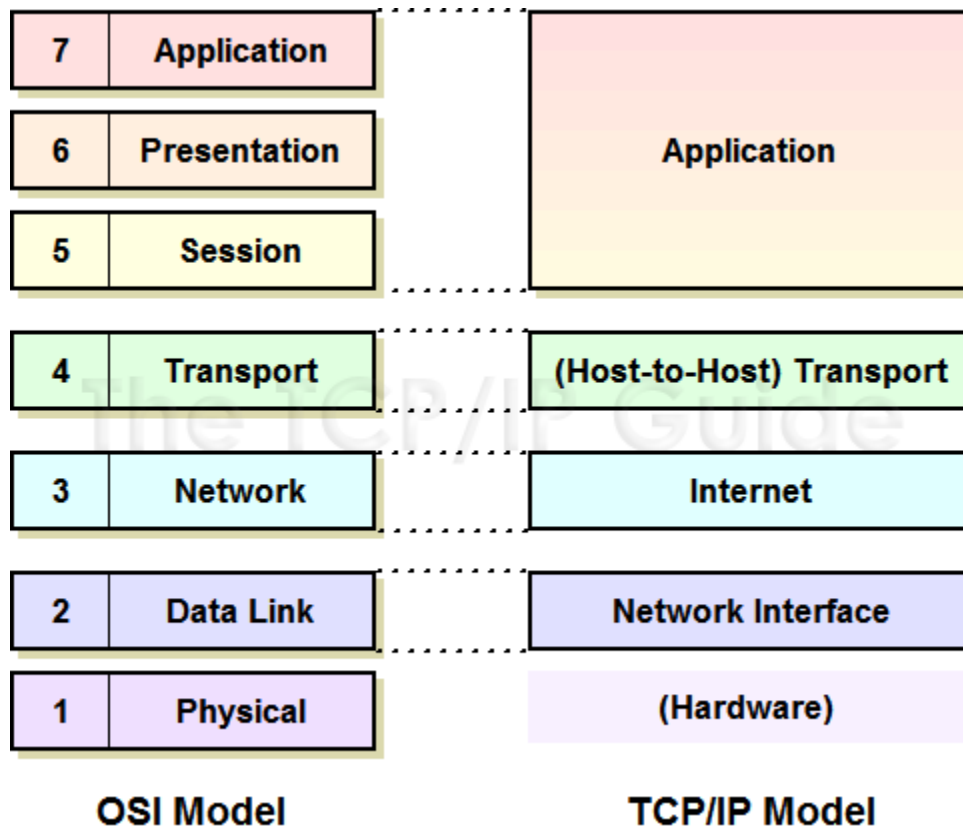 7 Application
6 Presentation
5 Session
Application
4 Transport
(Host-to-Host) Transport
The TCP/IP Guide
3 Network
Internet
2 Data Link
Network Interface
1 Physical
(Hardware)
OSI Model
TCP/IP Model